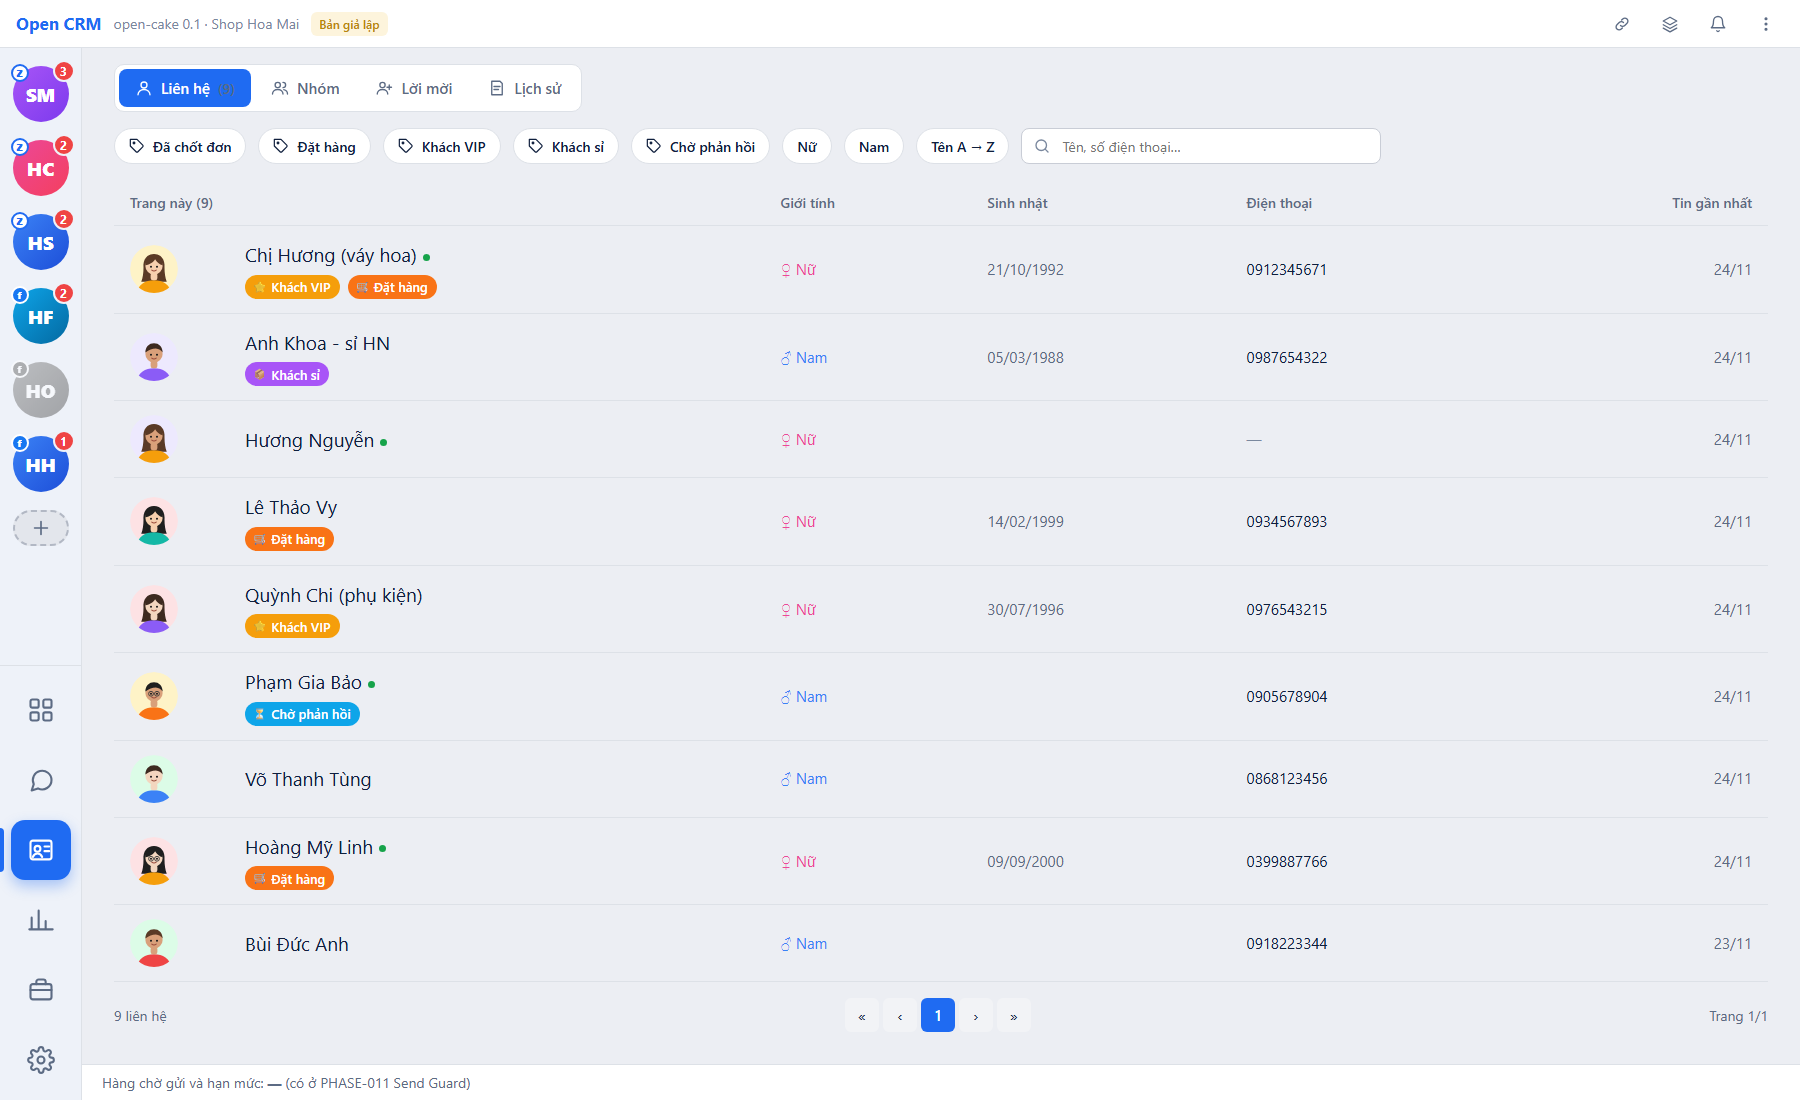 Open CRM open-cake 0.1 · Shop Hoa Mai Bản giả lập
Liên hệ (9) Nhóm Lời mời Lịch sử
Đã chốt đơn Đặt hàng Khách VIP Khách sỉ Chờ phản hồi Nữ Nam Tên A → Z Tên, số điện thoại...
Trang này (9) Giới tính Sinh nhật Điện thoại Tin gần nhất
Chị Hương (váy hoa)
Khách VIP Đặt hàng
♀ Nữ 21/10/1992 0912345671 24/11
Anh Khoa - sỉ HN
Khách sỉ
♂ Nam 05/03/1988 0987654322 24/11
Hương Nguyễn ♀ Nữ — 24/11
Lê Thảo Vy
Đặt hàng
♀ Nữ 14/02/1999 0934567893 24/11
Quỳnh Chi (phụ kiện)
Khách VIP
♀ Nữ 30/07/1996 0976543215 24/11
Phạm Gia Bảo
Chờ phản hồi
♂ Nam 0905678904 24/11
Võ Thanh Tùng ♂ Nam 0868123456 24/11
Hoàng Mỹ Linh
Đặt hàng
♀ Nữ 09/09/2000 0399887766 24/11
Bùi Đức Anh ♂ Nam 0918223344 23/11
9 liên hệ « ‹ 1 › » Trang 1/1
Hàng chờ gửi và hạn mức: — (có ở PHASE-011 Send Guard)
Z 3
SM
Z 2
HC
Z 2
HS
f 2
HF
f
HO
f 1
HH
+